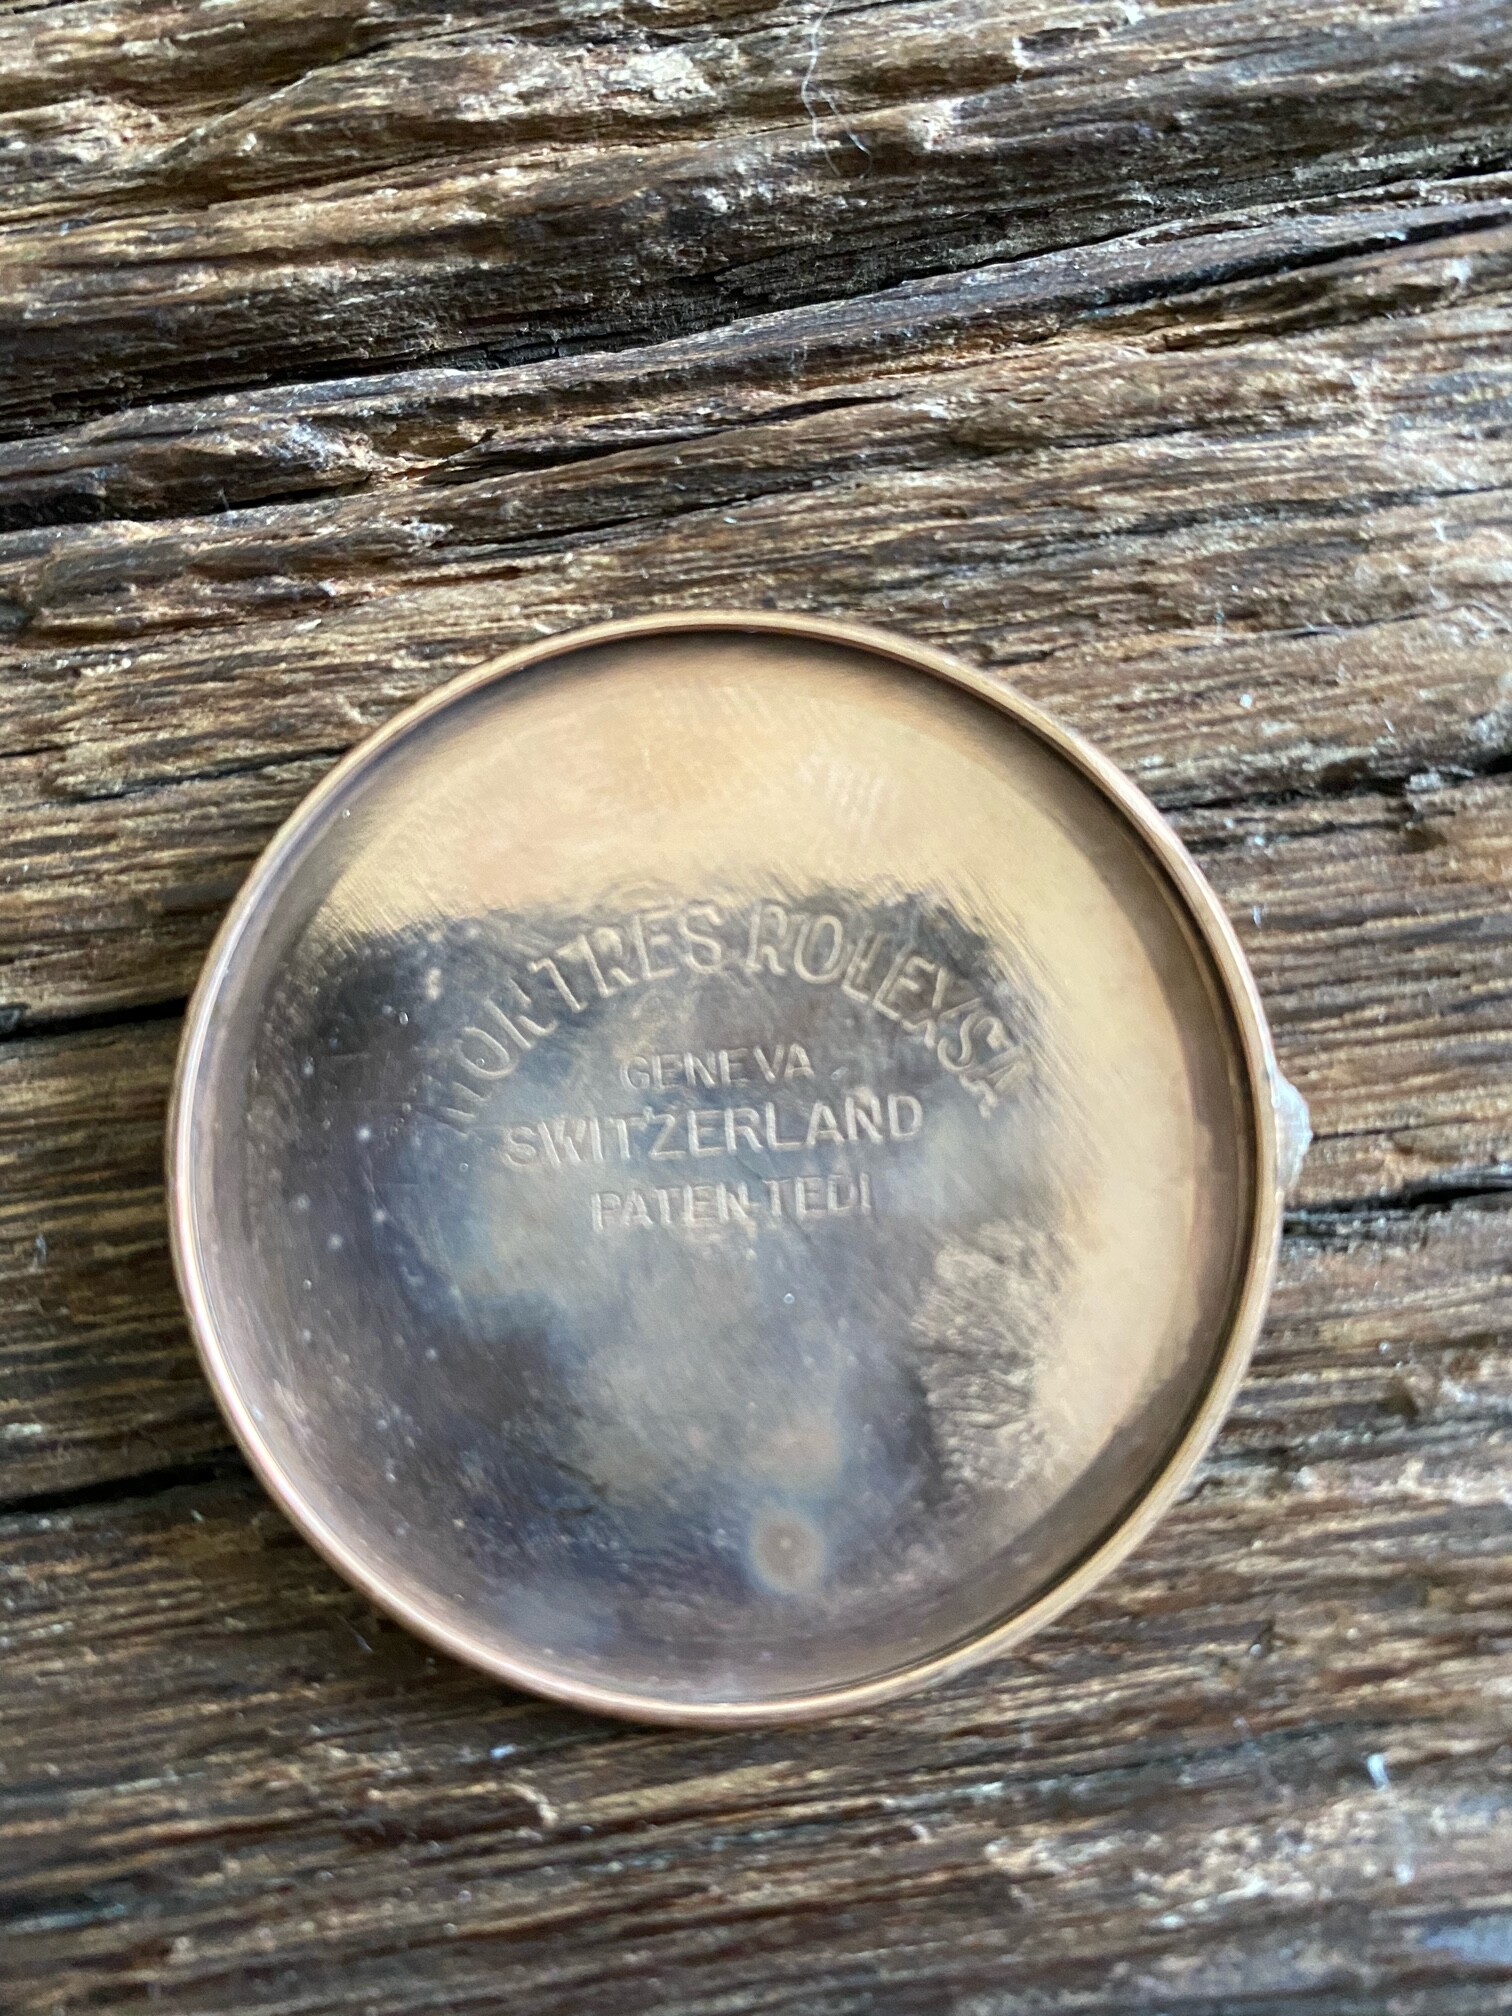 MONTRES ROLEX S.A.
GENEVA
SWITZERLAND
PATENTED